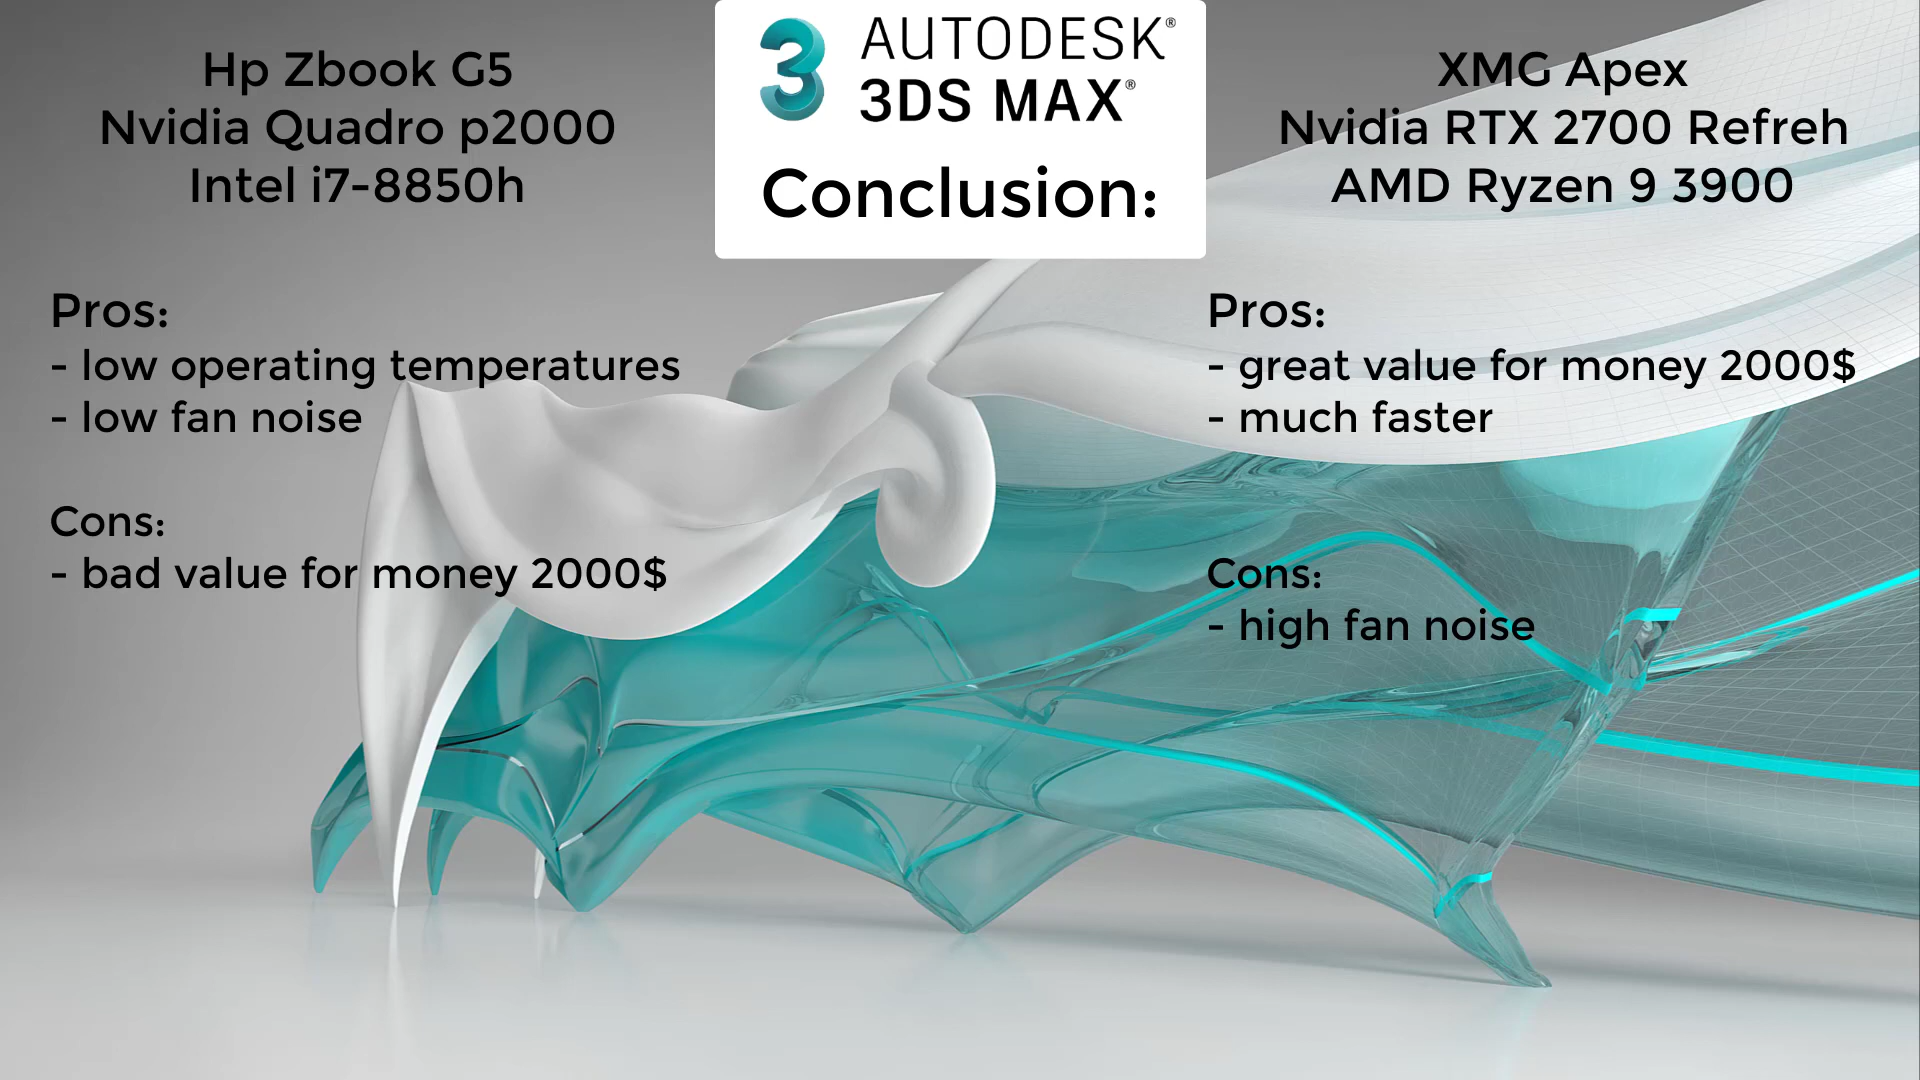 Hp Zbook G5
Nvidia Quadro p2000
Intel i7-8850h
AUTODESK®
3DS MAX®
Conclusion:
XMG Apex
Nvidia RTX 2700 Refreh
AMD Ryzen 9 3900
Pros:
- low operating temperatures
- low fan noise
Cons:
- bad value for money 2000$
Pros:
- great value for money 2000$
- much faster
Cons:
- high fan noise